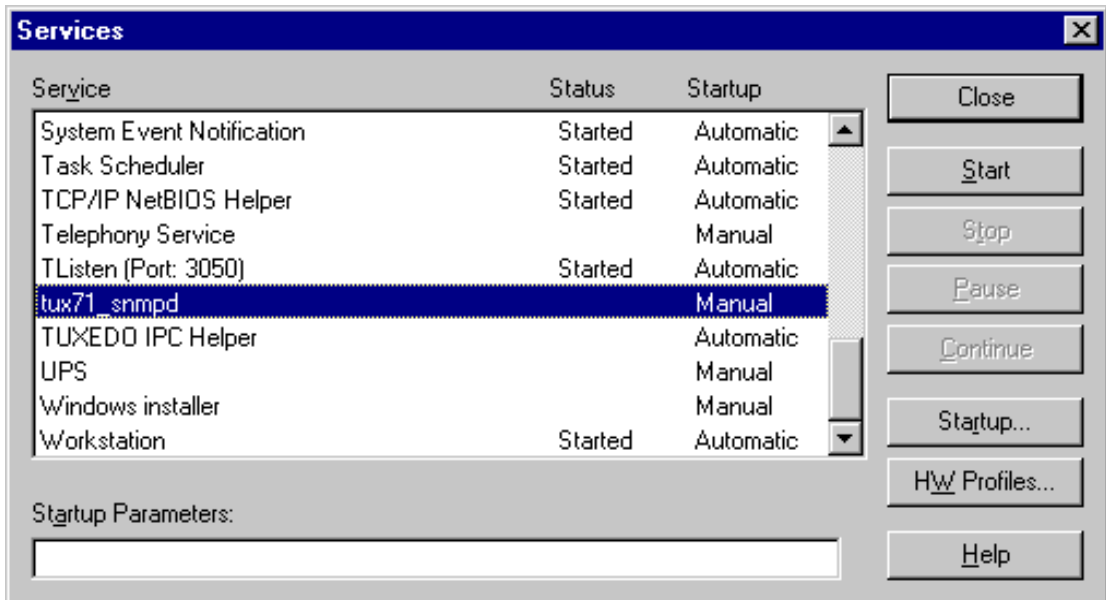 Services
Service Status Startup
System Event Notification Started Automatic
Task Scheduler Started Automatic
TCP/IP NetBIOS Helper Started Automatic
Telephony Service Manual
TListen (Port: 3050) Started Automatic
tux71_snmpd Manual
TUXEDO IPC Helper Automatic
UPS Manual
Windows installer Manual
Workstation Started Automatic
Startup Parameters:
Close
Start
Stop
Pause
Continue
Startup...
HW Profiles...
Help